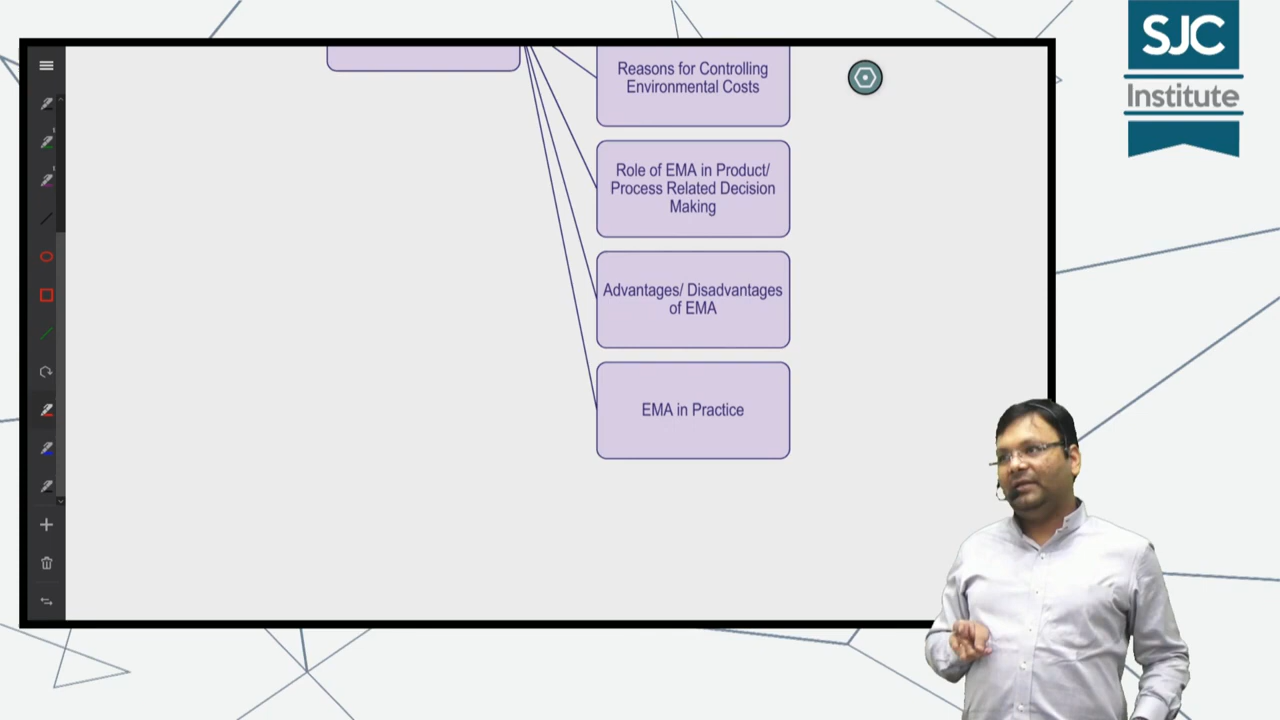 SJC
Institute
Reasons for Controlling
Environmental Costs
Role of EMA in Product/
Process Related Decision
Making
Advantages/ Disadvantages
of EMA
EMA in Practice